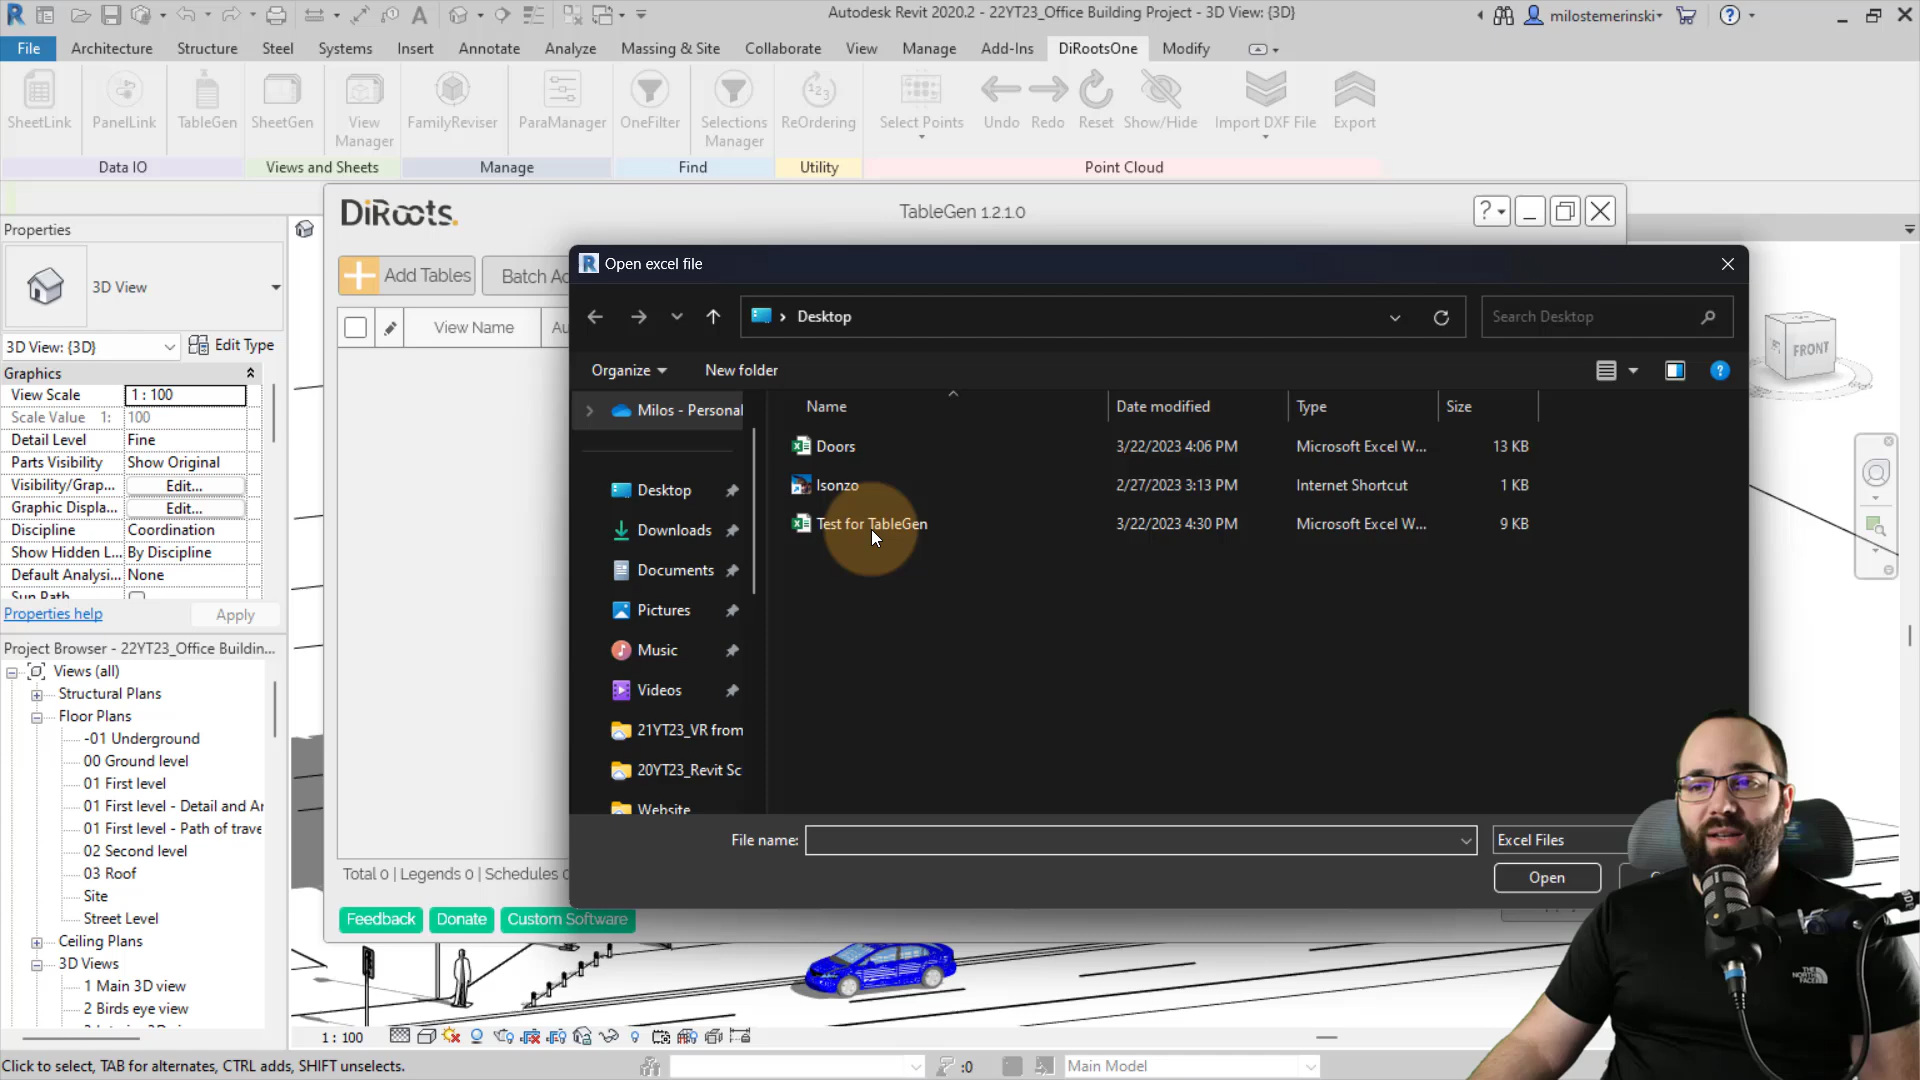 Autodesk Revit 2020.2 - 22YT23_Office Building Project - 3D View: {3D}
milostemerinski
File
Architecture
Structure
Steel
Systems
Insert
Annotate
Analyze
Massing & Site
Collaborate
View
Manage
Add-Ins
DiRootsOne
Modify
SheetLink
PanelLink
TableGen
SheetGen
View
Manager
FamilyReviser
ParaManager
OneFilter
Selections
Manager
ReOrdering
Select Points
Undo
Redo
Reset
Show/Hide
Import DXF File
Export
Data IO
Views and Sheets
Manage
Find
Utility
Point Cloud
Properties
3D View
3D View: {3D}
Edit Type
Graphics
View Scale
1 : 100
Scale Value 1:
100
Detail Level
Fine
Parts Visibility
Show Original
Visibility/Grap...
Edit...
Graphic Displa...
Edit...
Discipline
Coordination
Show Hidden L...
By Discipline
Default Analysi...
None
Sun Path
Properties help
Apply
Project Browser - 22YT23_Office Buildin...
Views (all)
Structural Plans
Floor Plans
-01 Underground
00 Ground level
01 First level
01 First level - Detail and Ar
01 First level - Path of trave
02 Second level
03 Roof
Site
Street Level
Ceiling Plans
3D Views
1 Main 3D view
2 Birds eye view
DiRoots.
TableGen 1.2.1.0
Add Tables
Batch Ad
View Name
Au
Total 0 | Legends 0 | Schedules 0
Feedback
Donate
Custom Software
Open excel file
Desktop
Search Desktop
Organize
New folder
Milos - Personal
Desktop
Downloads
Documents
Pictures
Music
Videos
21YT23_VR from
20YT23_Revit Sc
Website
Name
Date modified
Type
Size
Doors
3/22/2023 4:06 PM
Microsoft Excel W...
13 KB
Isonzo
2/27/2023 3:13 PM
Internet Shortcut
1 KB
Test for TableGen
3/22/2023 4:30 PM
Microsoft Excel W...
9 KB
File name:
Excel Files
Open
FRONT
THE
NORTH
FACE
RØDE
1 : 100
Click to select, TAB for alternates, CTRL adds, SHIFT unselects.
:0
Main Model